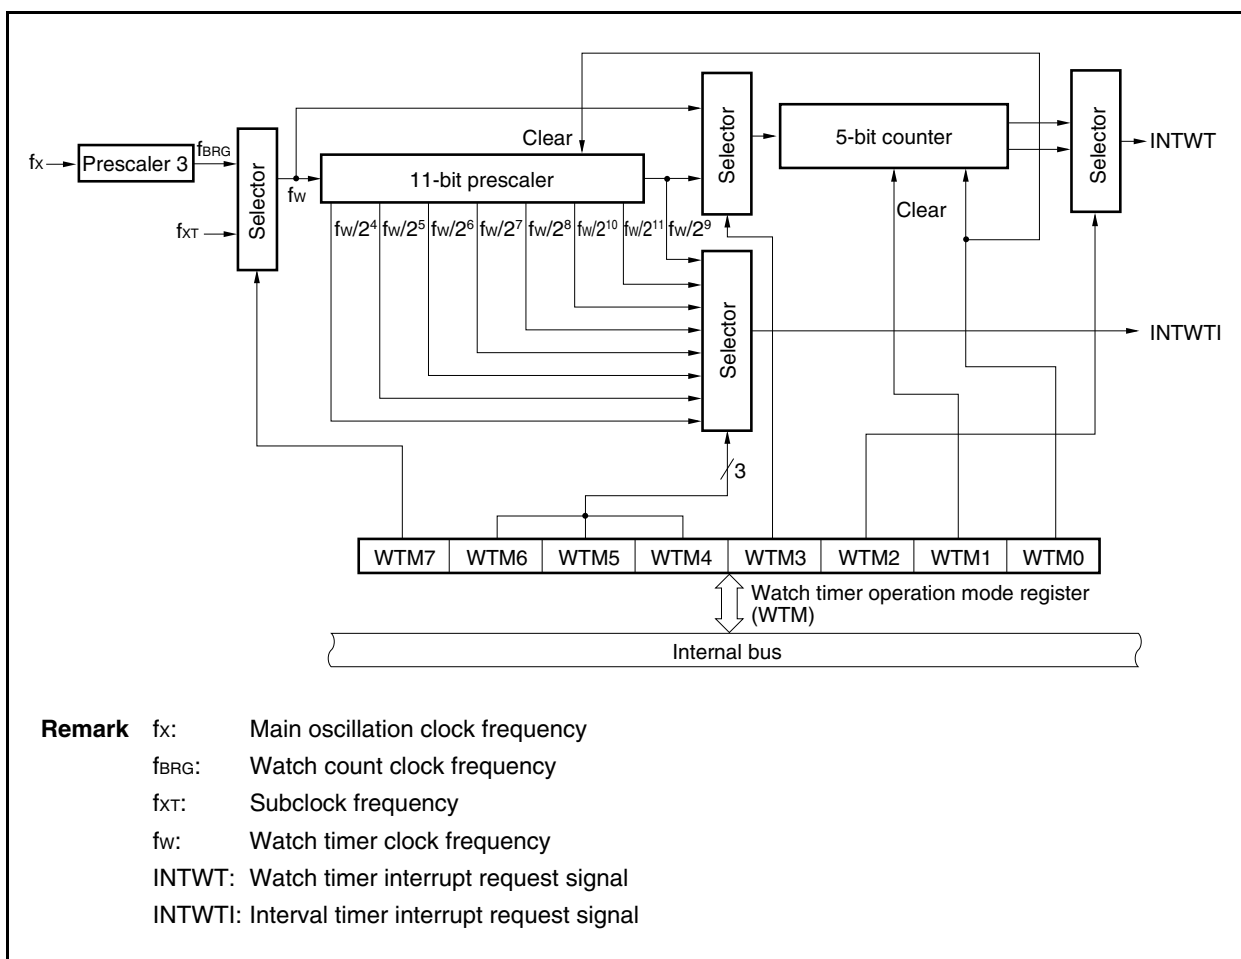 Clear
Selector
5-bit counter
Selector
INTWT
fX
Prescaler 3
fBRG
Selector
fW
11-bit prescaler
Selector
Clear
fXT
fW/2⁴ fW/2⁵ fW/2⁶ fW/2⁷ fW/2⁸ fW/2¹⁰ fW/2¹¹ fW/2⁹
INTWTI
3
WTM7 WTM6 WTM5 WTM4 WTM3 WTM2 WTM1 WTM0
Watch timer operation mode register
(WTM)
Internal bus
Remark fX: Main oscillation clock frequency
fBRG: Watch count clock frequency
fXT: Subclock frequency
fW: Watch timer clock frequency
INTWT: Watch timer interrupt request signal
INTWTI: Interval timer interrupt request signal